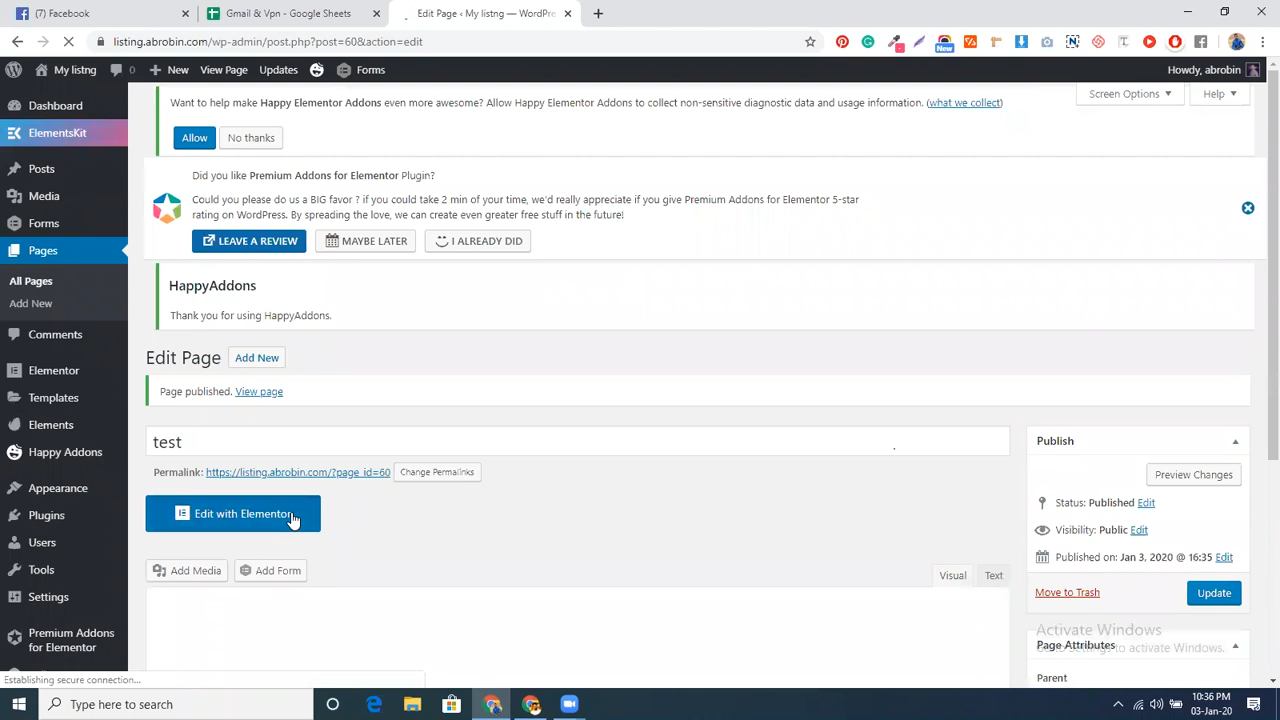 (7) Facebook
Gmail & Vpn - Google Sheets
Edit Page ‹ My listng — WordPre
listing.abrobin.com/wp-admin/post.php?post=60&action=edit
New
My listng
0
New
View Page
Updates
Forms
Howdy, abrobin
Dashboard
ElementsKit
Posts
Media
Forms
Pages
All Pages
Add New
Comments
Elementor
Templates
Elements
Happy Addons
Appearance
Plugins
Users
Tools
Settings
Premium Addons
for Elementor
Want to help make Happy Elementor Addons even more awesome? Allow Happy Elementor Addons to collect non-sensitive diagnostic data and usage information. (what we collect)
Screen Options
Help
Allow
No thanks
Did you like Premium Addons for Elementor Plugin?
Could you please do us a BIG favor ? if you could take 2 min of your time, we'd really appreciate if you give Premium Addons for Elementor 5-star
rating on WordPress. By spreading the love, we can create even greater free stuff in the future!
LEAVE A REVIEW
MAYBE LATER
I ALREADY DID
HappyAddons
Thank you for using HappyAddons.
Edit Page
Add New
Page published. View page
test
Permalink: https://listing.abrobin.com/?page_id=60
Change Permalinks
Edit with Elementor
Add Media
Add Form
Visual
Text
Publish
Preview Changes
Status: Published Edit
Visibility: Public Edit
Published on: Jan 3, 2020 @ 16:35 Edit
Move to Trash
Update
Activate Windows
Go to Settings to activate Windows.
Page Attributes
Parent
Establishing secure connection...
Type here to search
10:36 PM
03-Jan-20